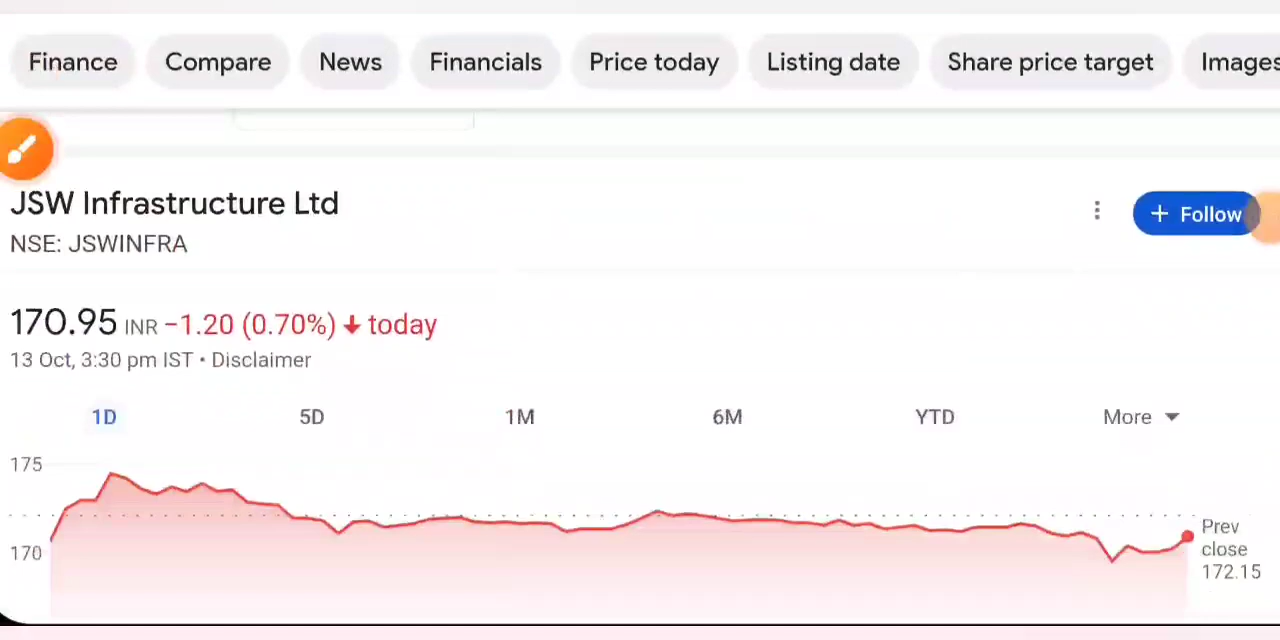 Finance Compare News Financials Price today Listing date Share price target Images
JSW Infrastructure Ltd
+ Follow
NSE: JSWINFRA
170.95 INR −1.20 (0.70%) ↓ today
13 Oct, 3:30 pm IST • Disclaimer
1D 5D 1M 6M YTD More
175
170
Prev
close
172.15